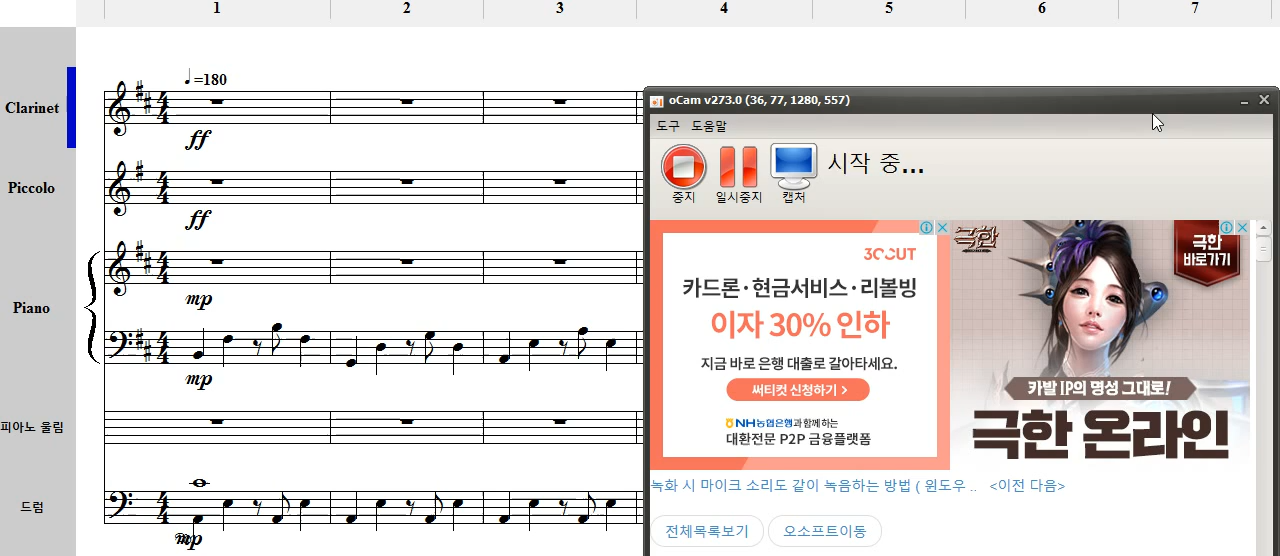 1 2 3 4 5 6 7
♩=180
Clarinet
ff
Piccolo
ff
Piano
mp
mp
피아노 울림
드럼
mp
oCam v273.0 (36, 77, 1280, 557)
도구 도움말
시작 중...
중지 일시중지 캡처
30CUT
카드론·현금서비스·리볼빙
이자 30% 인하
지금 바로 은행 대출로 갈아타세요.
써티컷 신청하기 >
NH농협은행과 함께 하는
대환전문 P2P 금융플랫폼
극한
극한
바로가기
카발 IP의 명성 그대로!
극한 온라인
녹화 시 마이크 소리도 같이 녹음하는 방법 ( 윈도우 .. <이전 다음>
전체목록보기 오소프트이동